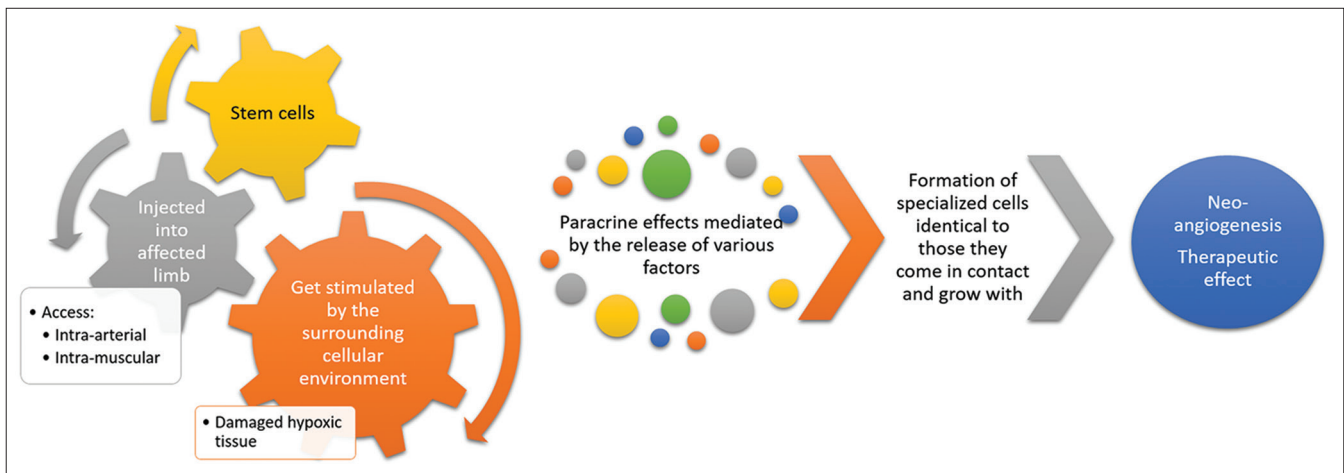 Stem cells
Injected
into
affected
limb
• Access:
• Intra-arterial
• Intra-muscular
Get stimulated
by the
surrounding
cellular
environment
• Damaged hypoxic
tissue
Paracrine effects mediated
by the release of various
factors
Formation of
specialized cells
identical to
those they
come in contact
and grow with
Neo-
angiogenesis
Therapeutic
effect